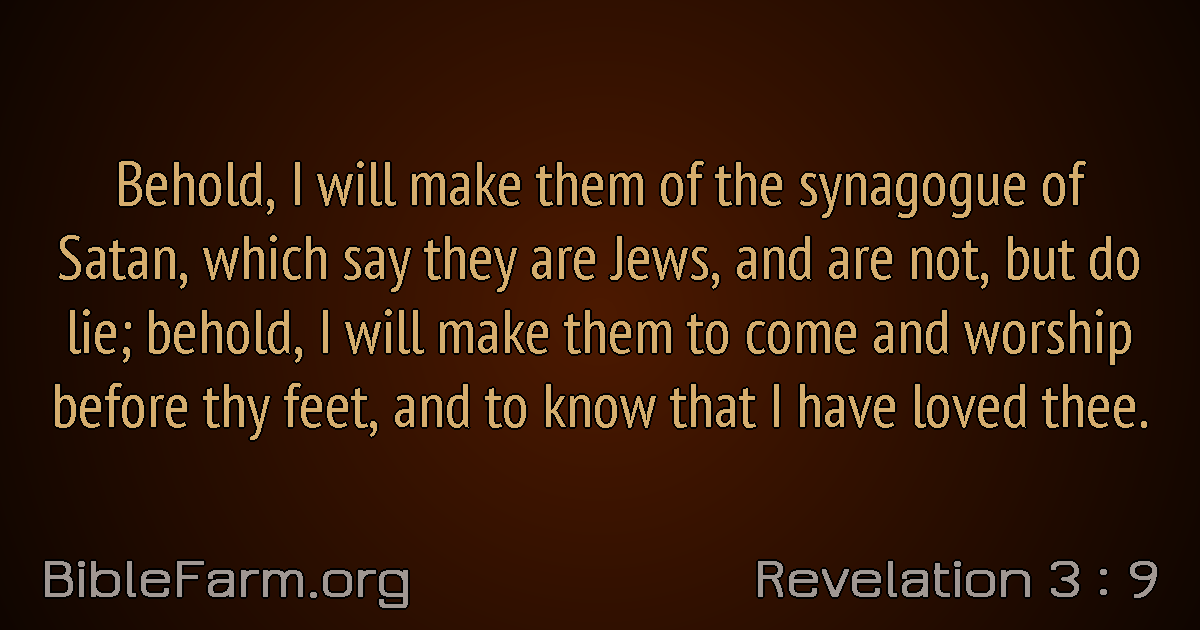 Behold, I will make them of the synagogue of
Satan, which say they are Jews, and are not, but do
lie; behold, I will make them to come and worship
before thy feet, and to know that I have loved thee.
BibleFarm.org
Revelation 3 : 9